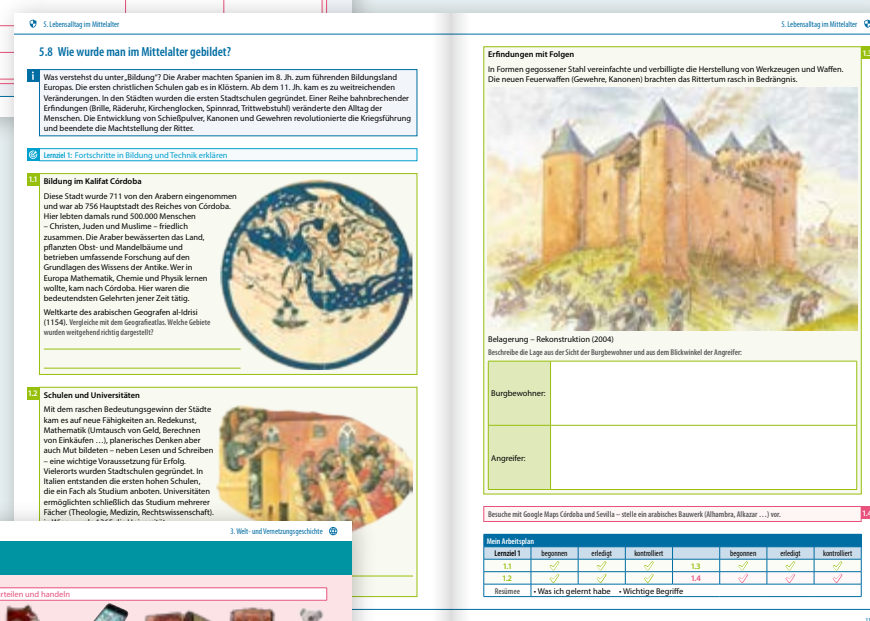 5. Lebensalltag im Mittelalter
5.8 Wie wurde man im Mittelalter gebildet?
i
Was verstehst du unter „Bildung“? Die Araber machten Spanien im 8. Jh. zum führenden Bildungsland
Europas. Die ersten christlichen Schulen gab es in Klöstern. Ab dem 11. Jh. kam es zu weitreichenden
Veränderungen. In den Städten wurden die ersten Stadtschulen gegründet. Einer Reihe bahnbrechender
Erfindungen (Brille, Räderuhr, Kirchenglocken, Spinnrad, Trittwebstuhl) veränderte den Alltag der
Menschen. Die Entwicklung von Schießpulver, Kanonen und Gewehren revolutionierte die Kriegsführung
und beendete die Machtstellung der Ritter.
Lernziel 1: Fortschritte in Bildung und Technik erklären
1.1 Bildung im Kalifat Córdoba
Diese Stadt wurde 711 von den Arabern eingenommen
und war ab 756 Hauptstadt des Reiches von Córdoba.
Hier lebten damals rund 500.000 Menschen
– Christen, Juden und Muslime – friedlich
zusammen. Die Araber bewässerten das Land,
pflanzten Obst- und Mandelbäume und
betrieben umfassende Forschung auf den
Grundlagen des Wissens der Antike. Wer in
Europa Mathematik, Chemie und Physik lernen
wollte, kam nach Córdoba. Hier waren die
bedeutendsten Gelehrten jener Zeit tätig.
Weltkarte des arabischen Geografen al-Idrisi
(1154). Vergleiche mit dem Geografieatlas. Welche Gebiete
wurden weitgehend richtig dargestellt?
1.2 Schulen und Universitäten
Mit dem raschen Bedeutungsgewinn der Städte
kam es auf neue Fähigkeiten an. Redekunst,
Mathematik (Umtausch von Geld, Berechnen
von Einkäufen …), planerisches Denken aber
auch Mut bildeten – neben Lesen und Schreiben
– eine wichtige Voraussetzung für Erfolg.
Vielerorts wurden Stadtschulen gegründet. In
Italien entstanden die ersten hohen Schulen,
die ein Fach als Studium anboten. Universitäten
ermöglichten schließlich das Studium mehrerer
Fächer (Theologie, Medizin, Rechtswissenschaft).
3. Welt- und Vernetzungsgeschichte
rteilen und handeln
5. Lebensalltag im Mittelalter
Erfindungen mit Folgen
In Formen gegossener Stahl vereinfachte und verbilligte die Herstellung von Werkzeugen und Waffen.
Die neuen Feuerwaffen (Gewehre, Kanonen) brachten das Rittertum rasch in Bedrängnis.
Belagerung – Rekonstruktion (2004)
Beschreibe die Lage aus der Sicht der Burgbewohner und aus dem Blickwinkel der Angreifer:
Burgbewohner:
Angreifer:
Besuche mit Google Maps Córdoba und Sevilla – stelle ein arabisches Bauwerk (Alhambra, Alkazar …) vor.
Mein Arbeitsplan
Lernziel 1 begonnen erledigt kontrolliert begonnen erledigt kontrolliert
1.1 1.3
1.2 1.4
Resümee • Was ich gelernt habe • Wichtige Begriffe